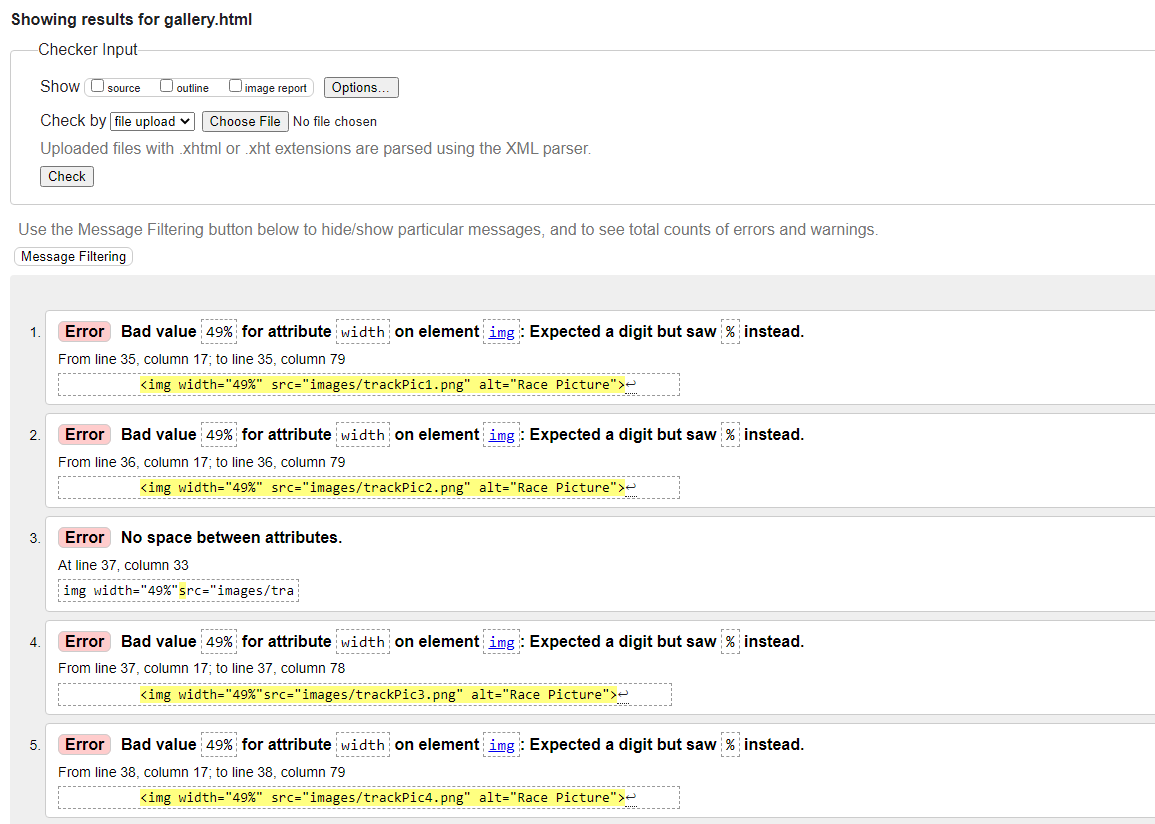 Showing results for gallery.html
Checker Input
Show source outline image report Options...
Check by file upload Choose File No file chosen
Uploaded files with .xhtml or .xht extensions are parsed using the XML parser.
Check
Use the Message Filtering button below to hide/show particular messages, and to see total counts of errors and warnings.
Message Filtering
1. Error Bad value 49% for attribute width on element img: Expected a digit but saw % instead.
From line 35, column 17; to line 35, column 79
<img width="49%" src="images/trackPic1.png" alt="Race Picture">↩
2. Error Bad value 49% for attribute width on element img: Expected a digit but saw % instead.
From line 36, column 17; to line 36, column 79
<img width="49%" src="images/trackPic2.png" alt="Race Picture">↩
3. Error No space between attributes.
At line 37, column 33
img width="49%"src="images/tra
4. Error Bad value 49% for attribute width on element img: Expected a digit but saw % instead.
From line 37, column 17; to line 37, column 78
<img width="49%"src="images/trackPic3.png" alt="Race Picture">↩
5. Error Bad value 49% for attribute width on element img: Expected a digit but saw % instead.
From line 38, column 17; to line 38, column 79
<img width="49%" src="images/trackPic4.png" alt="Race Picture">↩